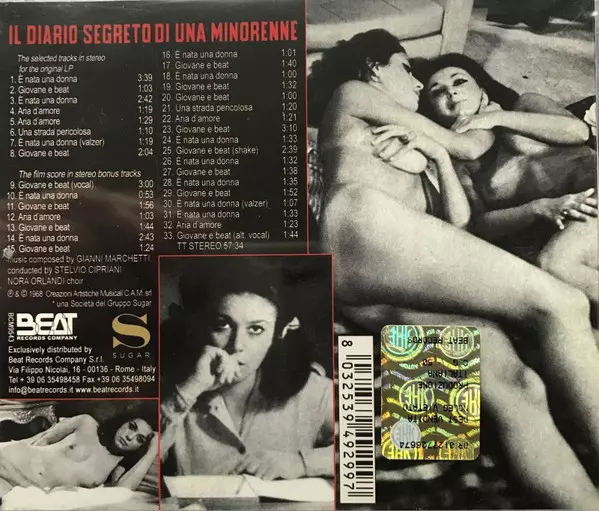 IL DIARIO SEGRETO DI UNA MINORENNE
The selected tracks in stereo
for the original LP
1. È nata una donna 3:39
2. Giovane e beat 1:03
3. È nata una donna 2:42
4. Aria d'amore 1:19
5. Aria d'amore 1:29
6. Una strada pericolosa 1:10
7. È nata una donna (valzer) 1:19
8. Giovane e beat 2:04
The film score in stereo bonus tracks
9. Giovane e beat (vocal) 3:00
10. È nata una donna 0:53
11. Giovane e beat 1:56
12. Aria d'amore 1:03
13. Giovane e beat 1:44
14. È nata una donna 2:43
15. Giovane e beat 1:24
16. È nata una donna 1:01
17. Giovane e beat 1:40
18. È nata una donna 1:00
19. Giovane e beat 1:32
20. Giovane e beat 1:00
21. Una strada pericolosa 1:20
22. Aria d'amore 1:21
23. Giovane e beat 3:10
24. È nata una donna 1:33
25. Giovane e beat (shake) 2:39
26. È nata una donna 1:32
27. Giovane e beat 1:38
28. È nata una donna 1:35
29. Giovane e beat 1:52
30. È nata una donna (valzer) 1:07
31. È nata una donna 1:33
32. Aria d'amore 1:32
33. Giovane e beat (alt. vocal) 1:44
TT STEREO 57:34
music composed by GIANNI MARCHETTI
conducted by STELVIO CIPRIANI
NORA ORLANDI choir
℗ & © 1968 Creazioni Artistiche Musicali C.A.M. srl
una Società del Gruppo Sugar
BCM9543
BEAT
RECORDS COMPANY
S
SUGAR
Exclusively distributed by
Beat Records Company S.r.l.
Via Filippo Nicolai, 16 - 00136 - Rome - Italy
Tel + 39 06 35498458 Fax +39 06 35498094
info@beatrecords.it - www.beatrecords.it
8 032539 492997
BEAT RECORDS